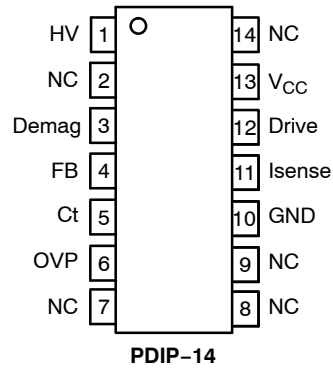 HV 1 14 NC
NC 2 13 VCC
Demag 3 12 Drive
FB 4 11 Isense
Ct 5 10 GND
OVP 6 9 NC
NC 7 8 NC
PDIP−14